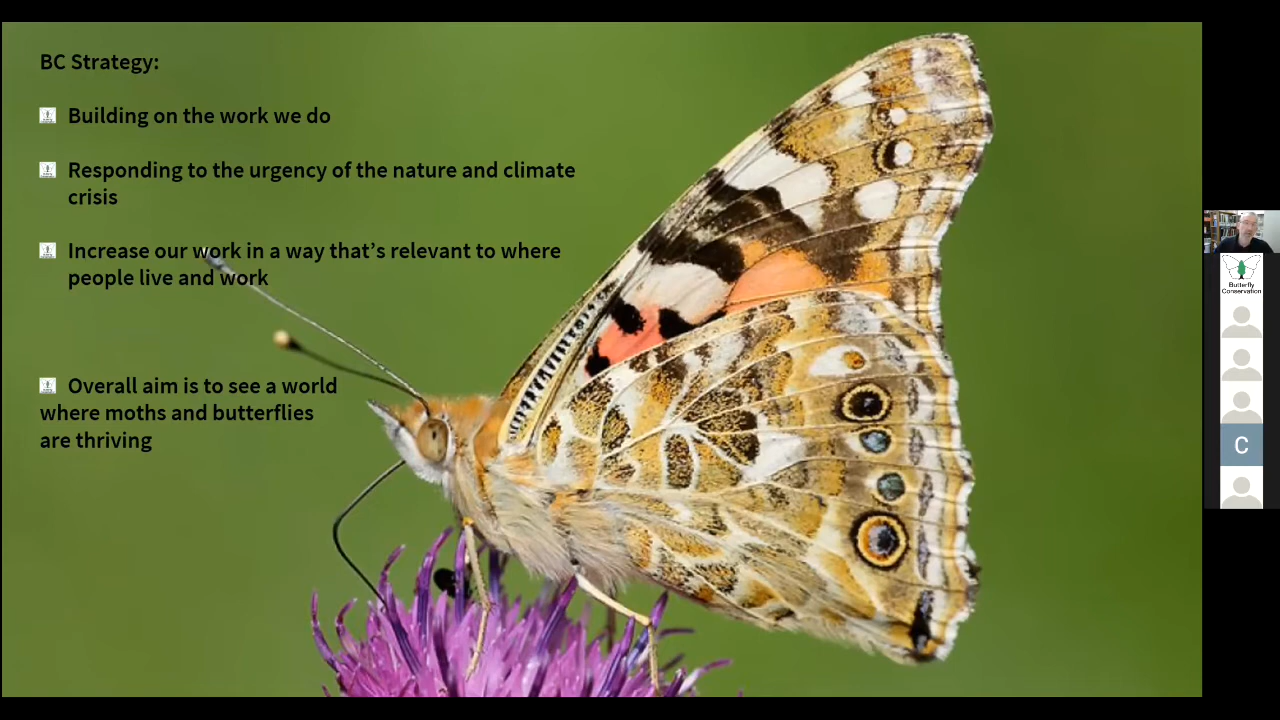 BC Strategy:
Building on the work we do
Responding to the urgency of the nature and climate
crisis
Increase our work in a way that’s relevant to where
people live and work
Overall aim is to see a world
where moths and butterflies
are thriving
Butterfly
Conservation
C